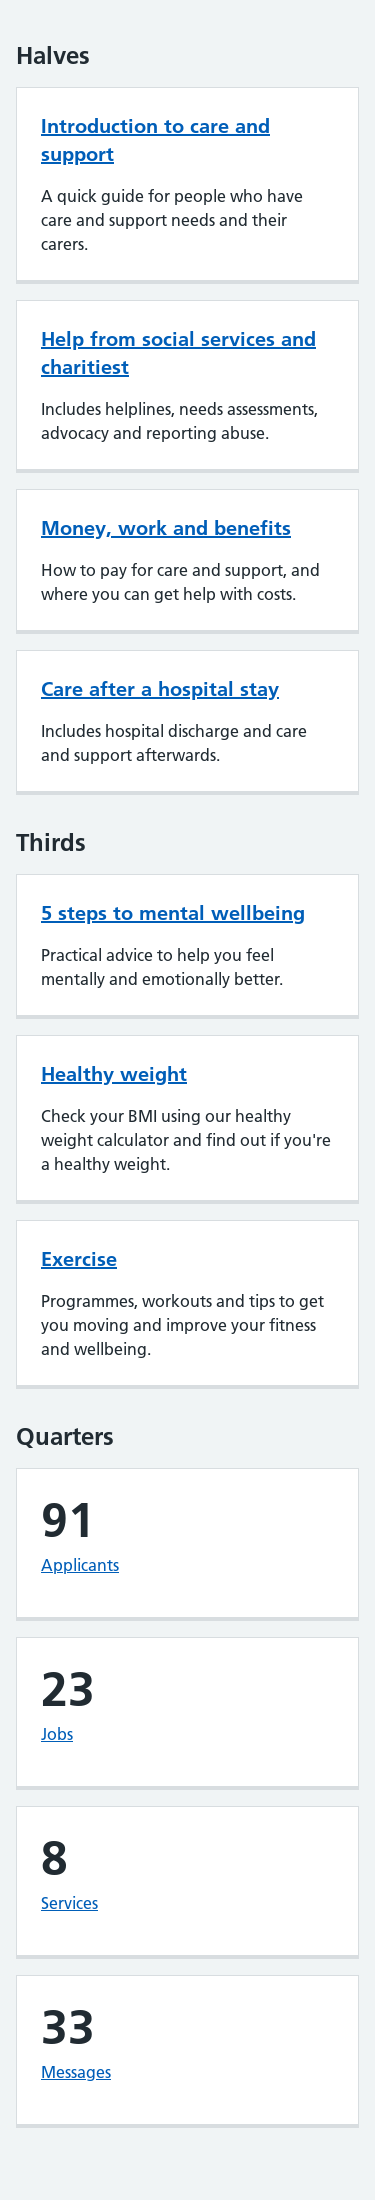 Halves
Introduction to care and
support
A quick guide for people who have
care and support needs and their
carers.
Help from social services and
charitiest
Includes helplines, needs assessments,
advocacy and reporting abuse.
Money, work and benefits
How to pay for care and support, and
where you can get help with costs.
Care after a hospital stay
Includes hospital discharge and care
and support afterwards.
Thirds
5 steps to mental wellbeing
Practical advice to help you feel
mentally and emotionally better.
Healthy weight
Check your BMI using our healthy
weight calculator and find out if you're
a healthy weight.
Exercise
Programmes, workouts and tips to get
you moving and improve your fitness
and wellbeing.
Quarters
91
Applicants
23
Jobs
8
Services
33
Messages